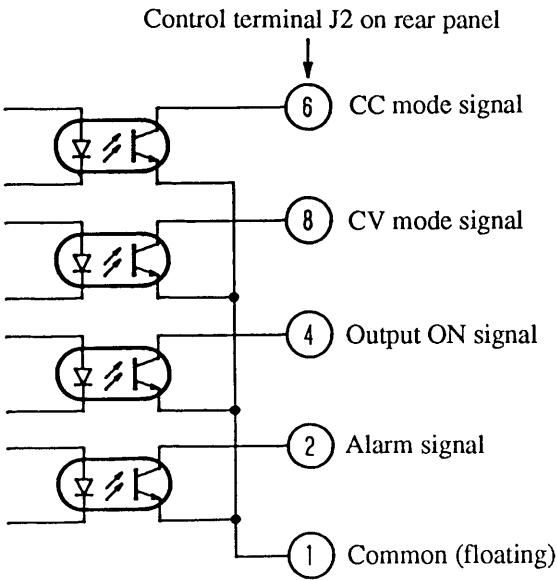 Control terminal J2 on rear panel
6 CC mode signal
8 CV mode signal
4 Output ON signal
2 Alarm signal
1 Common (floating)